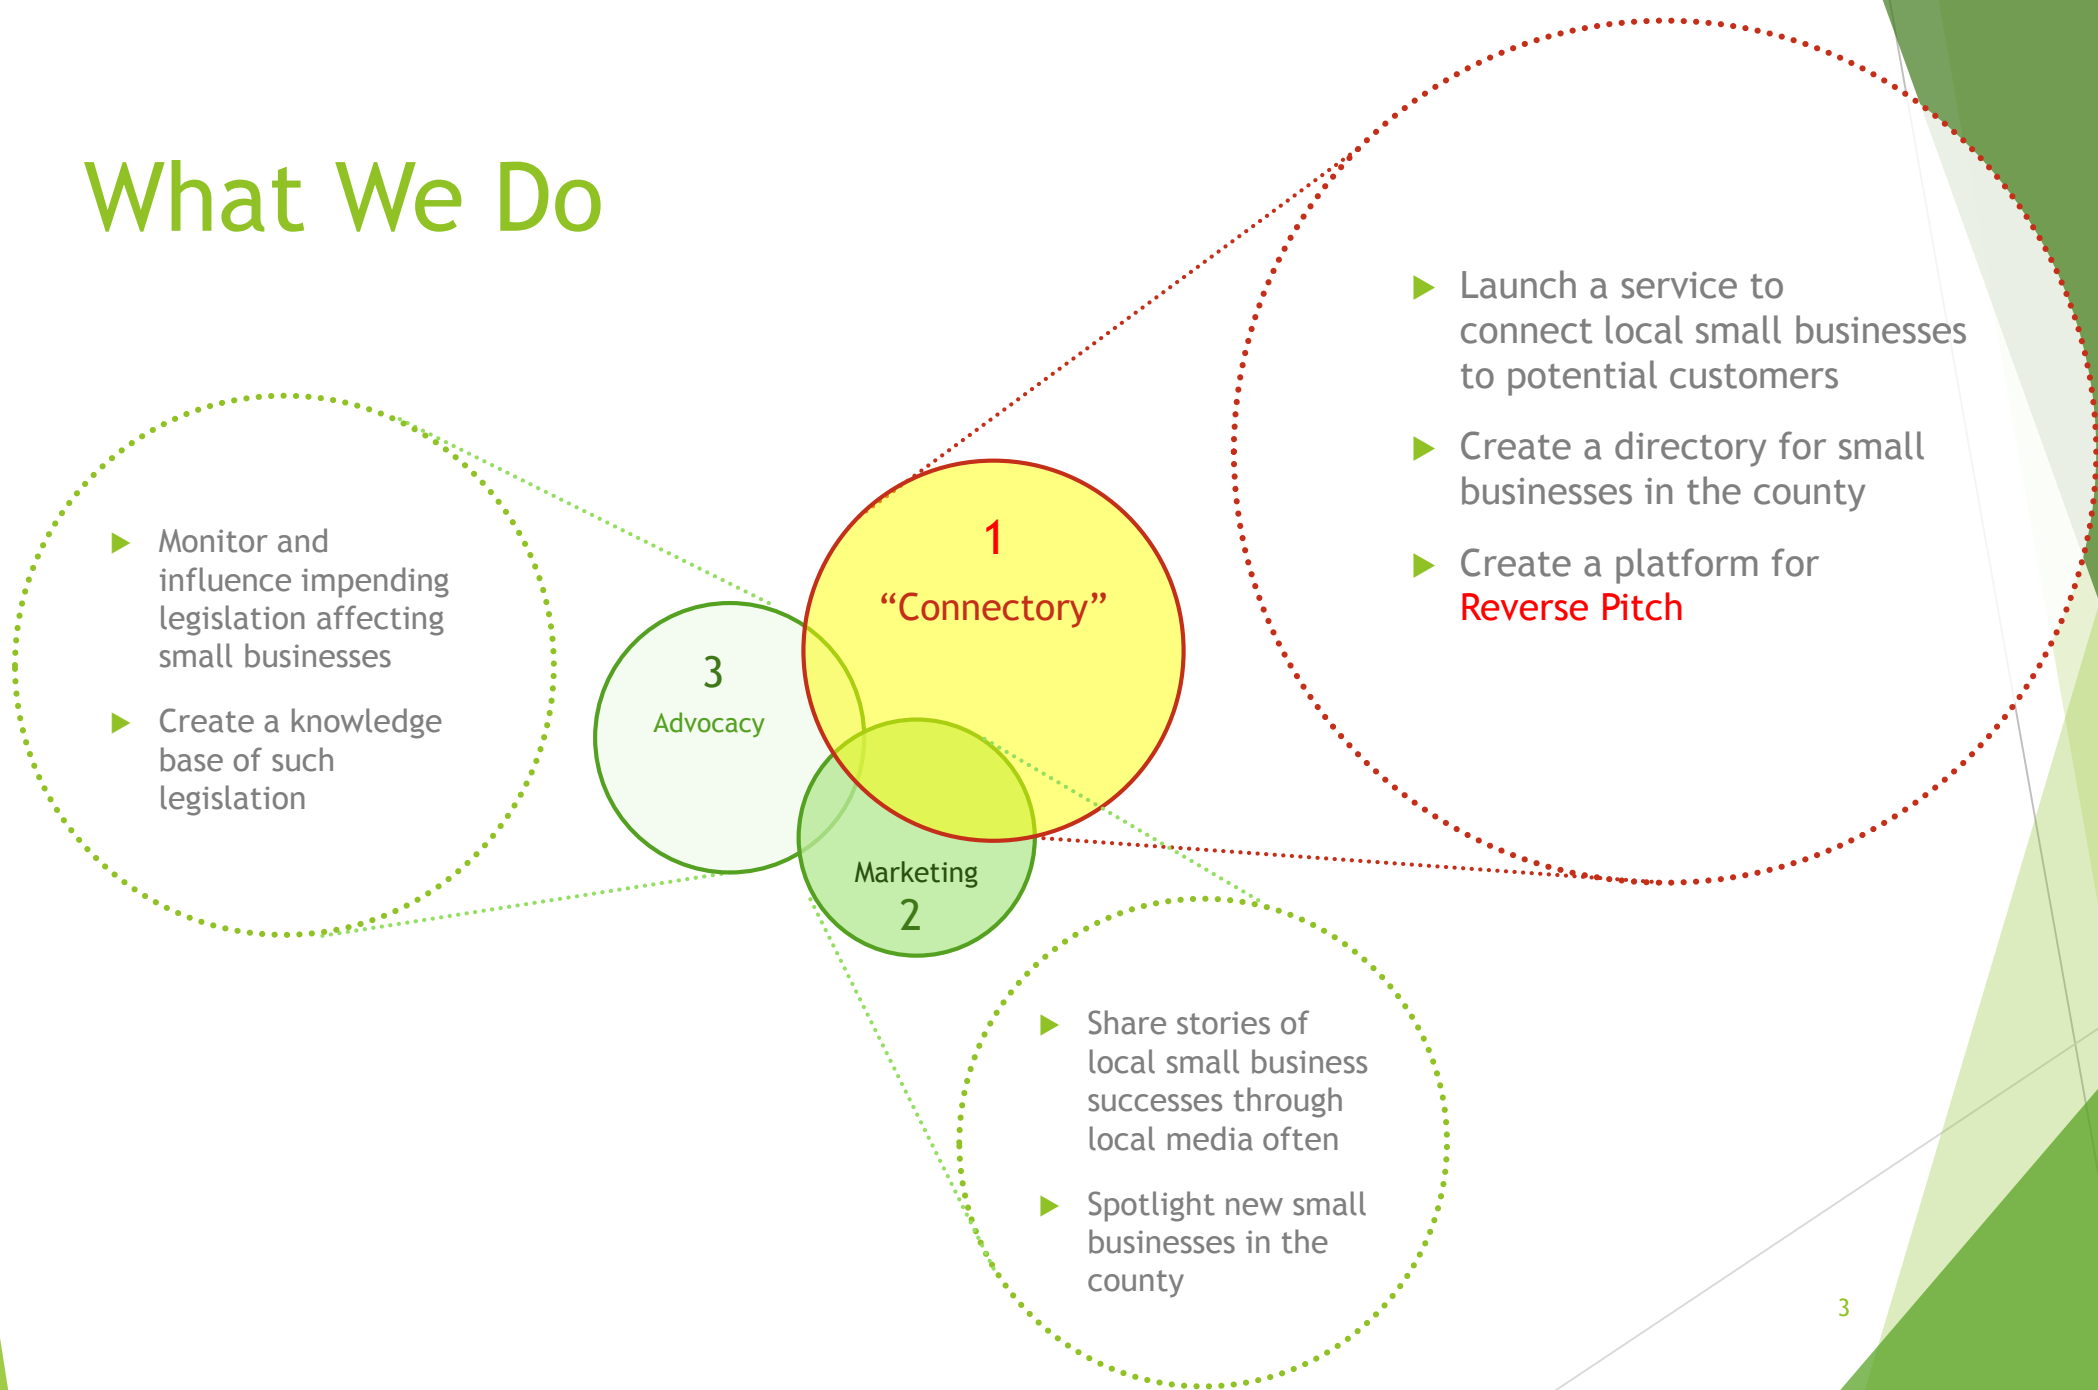 What We Do
Launch a service to
connect local small businesses
to potential customers
Create a directory for small
businesses in the county
Create a platform for
Reverse Pitch
1
“Connectory”
Monitor and
influence impending
legislation affecting
small businesses
Create a knowledge
base of such
legislation
3
Advocacy
Marketing
2
Share stories of
local small business
successes through
local media often
Spotlight new small
businesses in the
county
3